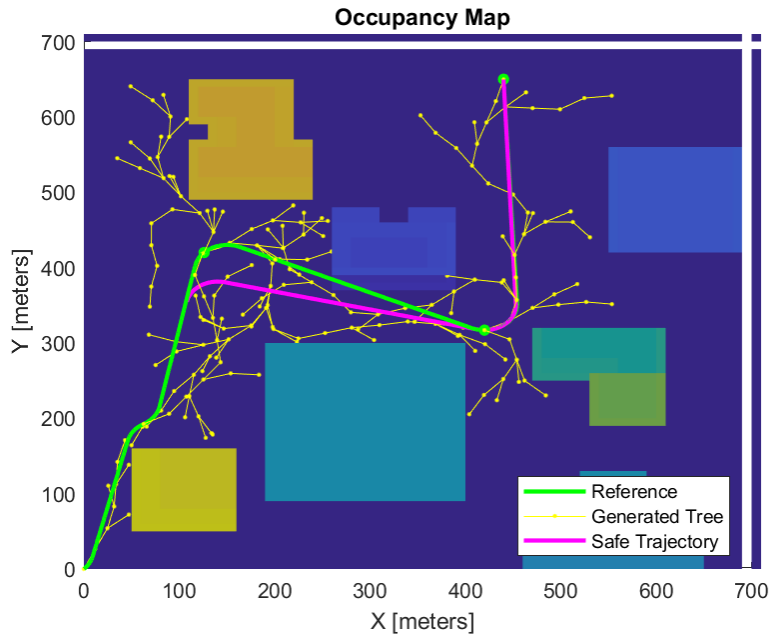 Occupancy Map
700
600
500
400
300
200
100
0
Y [meters]
0
100
200
300
400
500
600
700
X [meters]
Reference
Generated Tree
Safe Trajectory